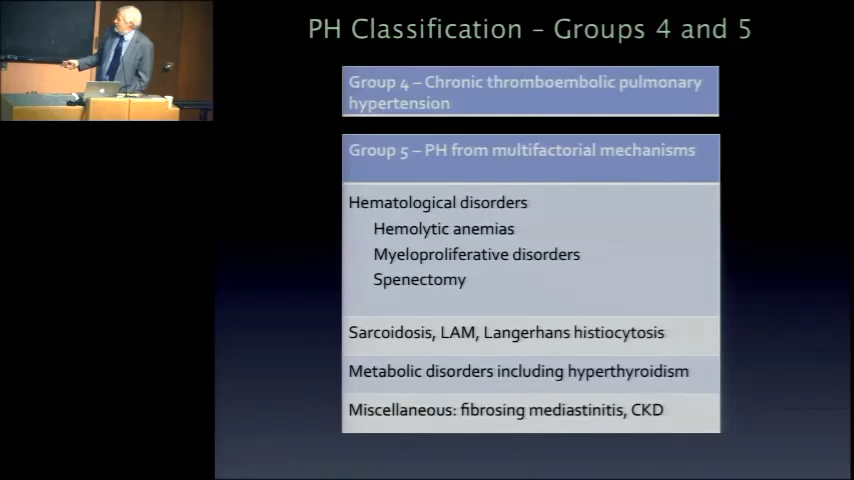 PH Classification – Groups 4 and 5
Group 4 – Chronic thromboembolic pulmonary
hypertension
Group 5 – PH from multifactorial mechanisms
Hematological disorders
Hemolytic anemias
Myeloproliferative disorders
Spenectomy
Sarcoidosis, LAM, Langerhans histiocytosis
Metabolic disorders including hyperthyroidism
Miscellaneous: fibrosing mediastinitis, CKD